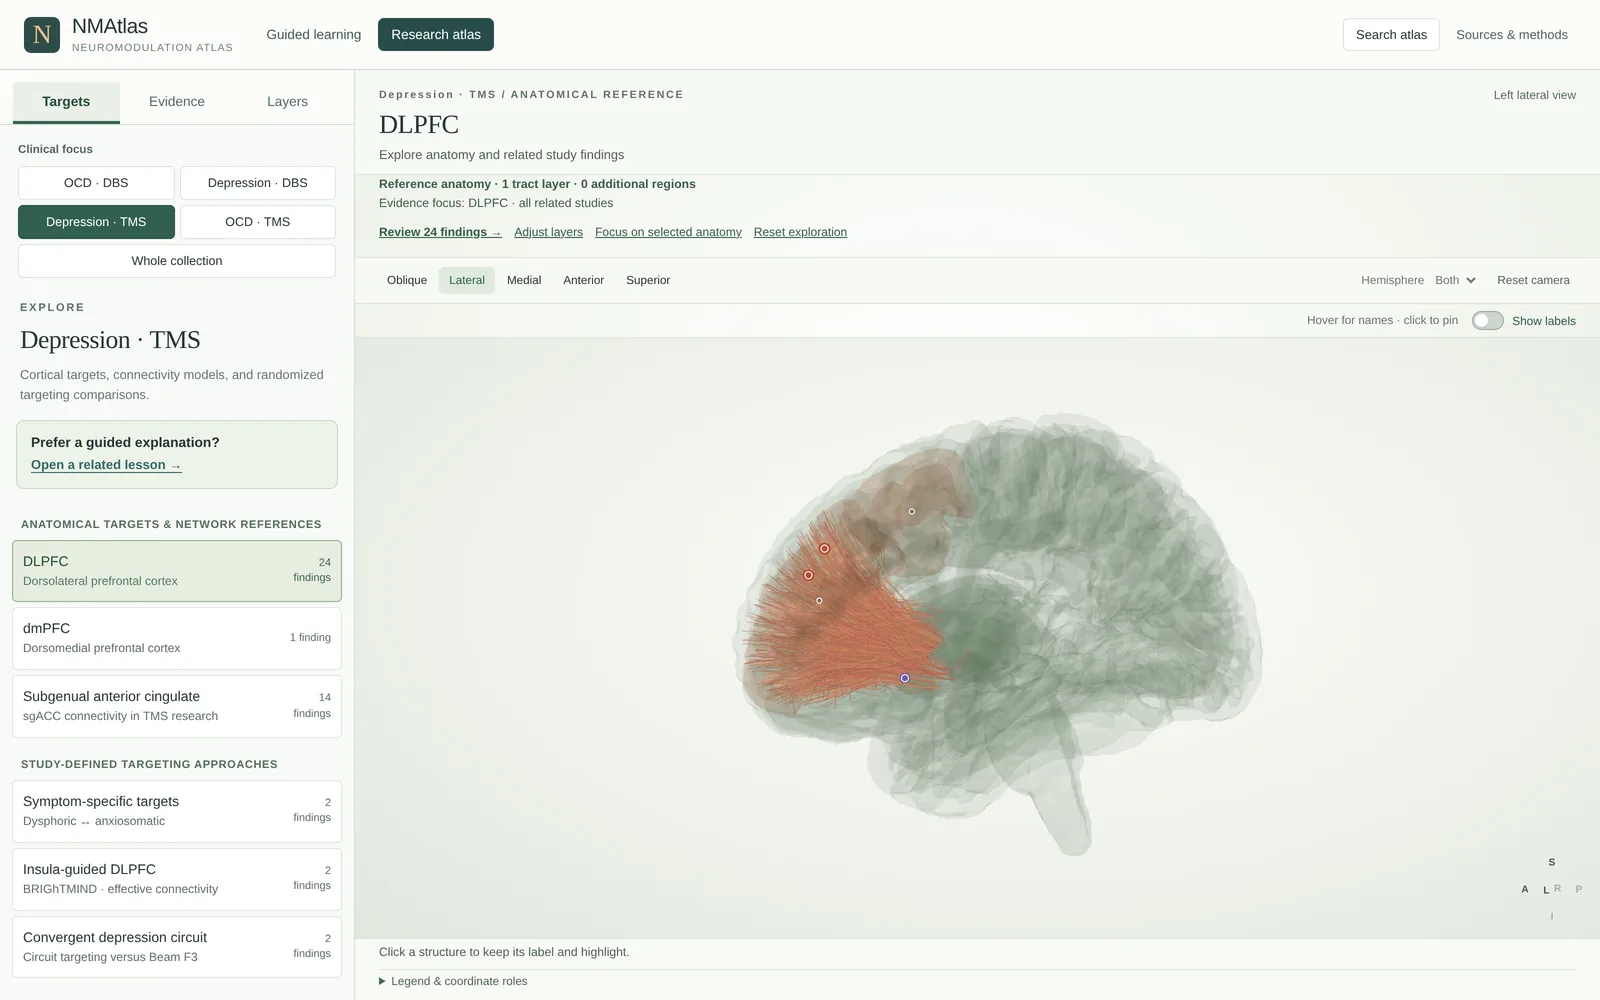 N
NMAtlas
NEUROMODULATION ATLAS
Guided learning
Research atlas
Search atlas
Sources & methods
Targets
Evidence
Layers
Clinical focus
OCD · DBS
Depression · DBS
Depression · TMS
OCD · TMS
Whole collection
EXPLORE
Depression · TMS
Cortical targets, connectivity models, and randomized
targeting comparisons.
Prefer a guided explanation?
Open a related lesson →
ANATOMICAL TARGETS & NETWORK REFERENCES
DLPFC
Dorsolateral prefrontal cortex
24
findings
dmPFC
Dorsomedial prefrontal cortex
1 finding
Subgenual anterior cingulate
sgACC connectivity in TMS research
14
findings
STUDY-DEFINED TARGETING APPROACHES
Symptom-specific targets
Dysphoric ↔ anxiosomatic
2
findings
Insula-guided DLPFC
BRIGhTMIND · effective connectivity
2
findings
Convergent depression circuit
Circuit targeting versus Beam F3
2
findings
Depression · TMS / ANATOMICAL REFERENCE
Left lateral view
DLPFC
Explore anatomy and related study findings
Reference anatomy · 1 tract layer · 0 additional regions
Evidence focus: DLPFC · all related studies
Review 24 findings →
Adjust layers
Focus on selected anatomy
Reset exploration
Oblique
Lateral
Medial
Anterior
Superior
Hemisphere
Both
Reset camera
Hover for names · click to pin
Show labels
S
A
L
R
P
I
Click a structure to keep its label and highlight.
▶ Legend & coordinate roles